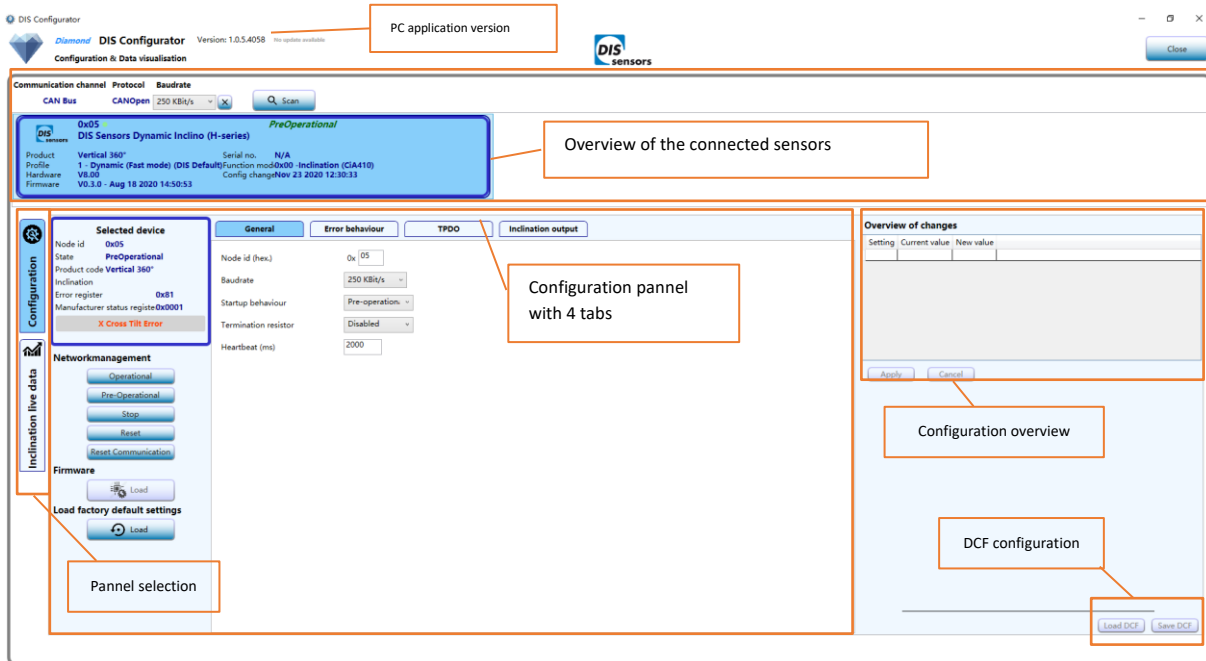 DIS Configurator
Diamond DIS Configurator Version: 1.0.5.4058 No update available
Configuration & Data visualisation
PC application version
DIS
sensors
Close
Communication channel Protocol Baudrate
CAN Bus CANOpen 250 KBit/s x Scan
DIS
sensors
0x05 PreOperational
DIS Sensors Dynamic Inclino (H-series)
Product Vertical 360° Serial no. N/A
Profile 1 - Dynamic (Fast mode) (DIS Default) Function mod 0x00 -Inclination (CiA410)
Hardware V8.00 Config change Nov 23 2020 12:30:33
Firmware V0.3.0 - Aug 18 2020 14:50:53
Overview of the connected sensors
Configuration
Inclination live data
Selected device
Node id 0x05
State PreOperational
Product code Vertical 360°
Inclination
Error register 0x81
Manufacturer status registe 0x0001
X Cross Tilt Error
Networkmanagement
Operational
Pre-Operational
Stop
Reset
Reset Communication
Firmware
Load
Load factory default settings
Load
Pannel selection
General Error behaviour TPDO Inclination output
Node id (hex.) 0x 05
Baudrate 250 KBit/s
Startup behaviour Pre-operation
Termination resistor Disabled
Heartbeat (ms) 2000
Configuration pannel
with 4 tabs
Overview of changes
Setting Current value New value
Apply Cancel
Configuration overview
DCF configuration
Load DCF Save DCF